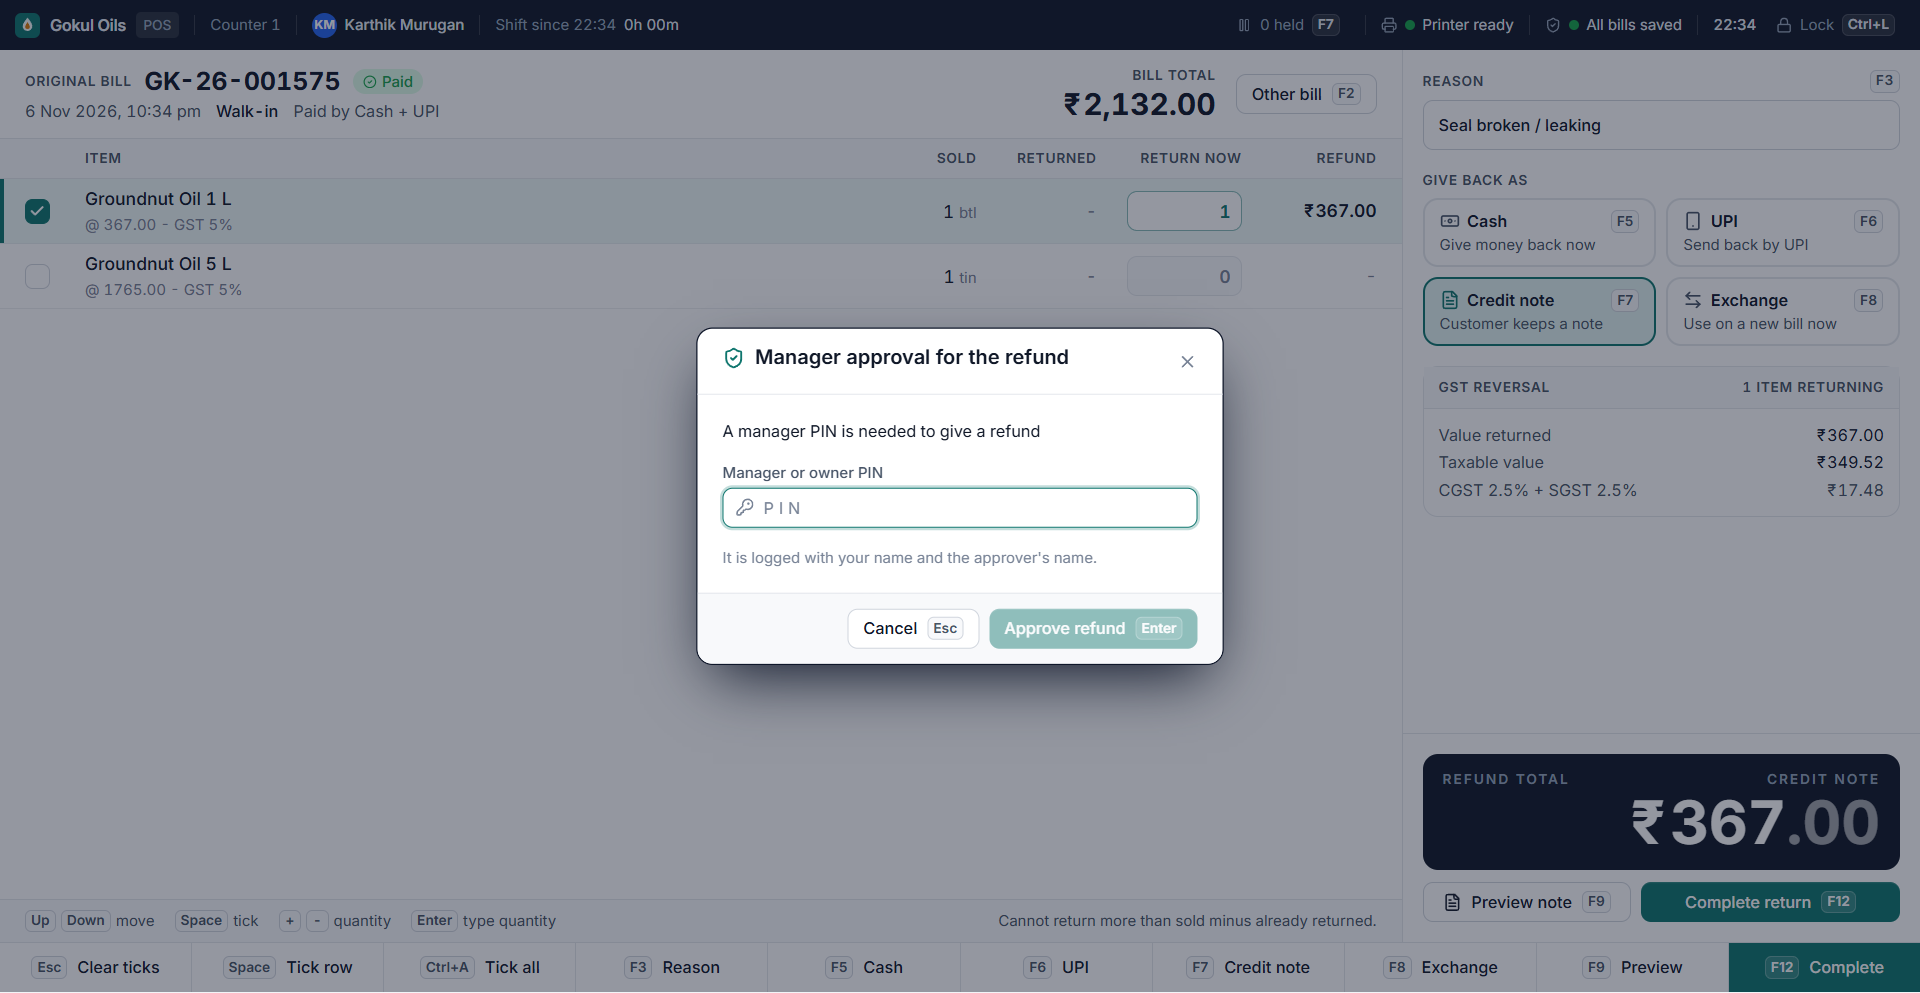 Gokul Oils POS Counter 1 KM Karthik Murugan Shift since 22:34 0h 00m 0 held F7 Printer ready All bills saved 22:34 Lock Ctrl+L
ORIGINAL BILL GK-26-001575 Paid
6 Nov 2026, 10:34 pm Walk-in Paid by Cash + UPI
BILL TOTAL
₹2,132.00
Other bill F2
ITEM SOLD RETURNED RETURN NOW REFUND
Groundnut Oil 1 L
@ 367.00 - GST 5%
1 btl - 1 ₹367.00
Groundnut Oil 5 L
@ 1765.00 - GST 5%
1 tin - 0 -
REASON F3
Seal broken / leaking
GIVE BACK AS
Cash F5
Give money back now
UPI F6
Send back by UPI
Credit note F7
Customer keeps a note
Exchange F8
Use on a new bill now
GST REVERSAL 1 ITEM RETURNING
Value returned ₹367.00
Taxable value ₹349.52
CGST 2.5% + SGST 2.5% ₹17.48
Manager approval for the refund
A manager PIN is needed to give a refund
Manager or owner PIN
PIN
It is logged with your name and the approver's name.
Cancel Esc Approve refund Enter
REFUND TOTAL CREDIT NOTE
₹367.00
Preview note F9 Complete return F12
Up Down move Space tick + - quantity Enter type quantity Cannot return more than sold minus already returned.
Esc Clear ticks Space Tick row Ctrl+A Tick all F3 Reason F5 Cash F6 UPI F7 Credit note F8 Exchange F9 Preview F12 Complete